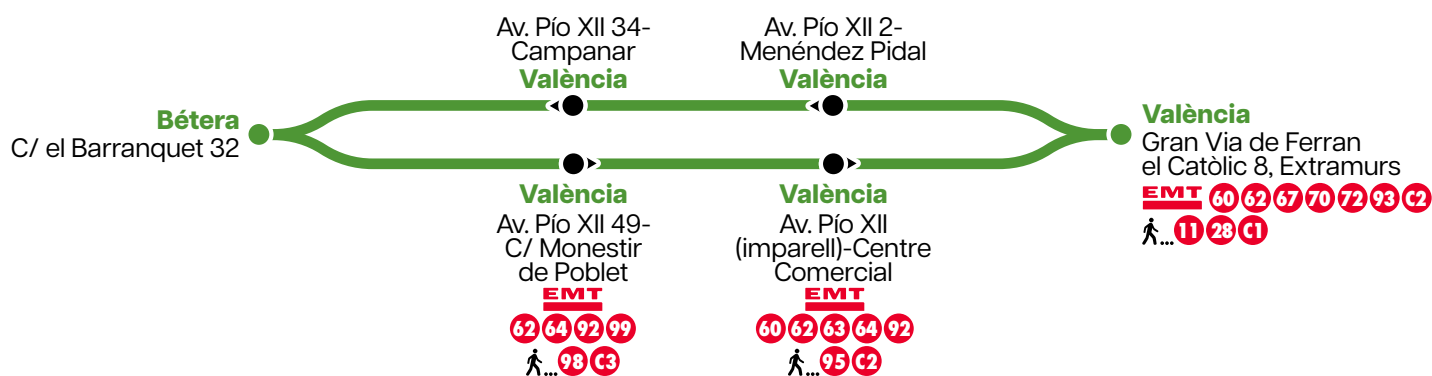 Av. Pío XII 34-
Campanar
València
Av. Pío XII 2-
Menéndez Pidal
València
Bétera
C/ el Barranquet 32
València
Gran Via de Ferran
el Catòlic 8, Extramurs
EMT 60 62 67 70 72 93 C2
... 11 28 C1
València
Av. Pío XII 49-
C/ Monestir
de Poblet
EMT
62 64 92 99
... 98 C3
València
Av. Pío XII
(imparell)-Centre
Comercial
EMT
60 62 63 64 92
... 95 C2